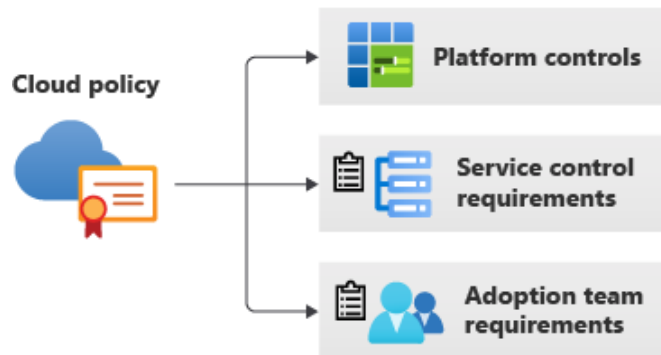 Cloud policy
Platform controls
Service control
requirements
Adoption team
requirements